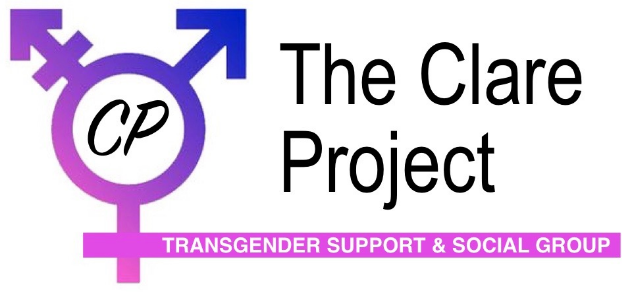 CP
The Clare
Project
TRANSGENDER SUPPORT & SOCIAL GROUP